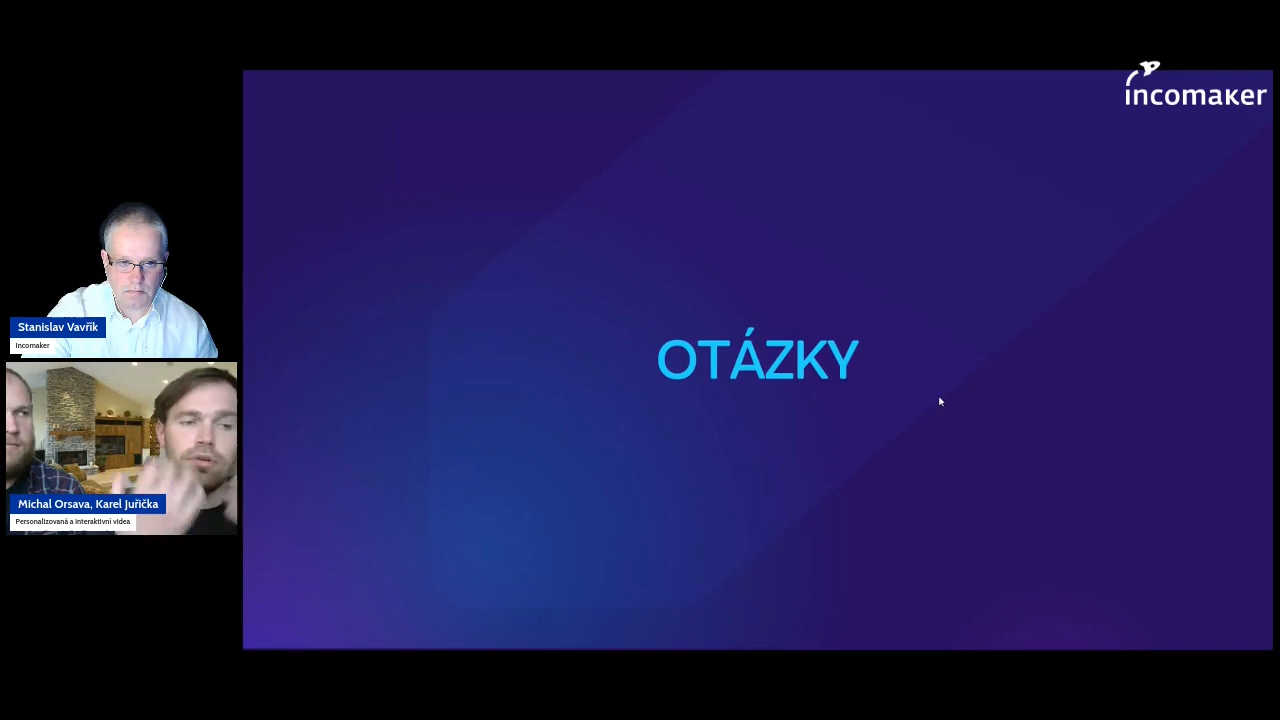 incomaker
OTÁZKY
Stanislav Vavřík
Incomaker
Michal Orsava, Karel Juřička
Personalizovaná a interaktivní videa